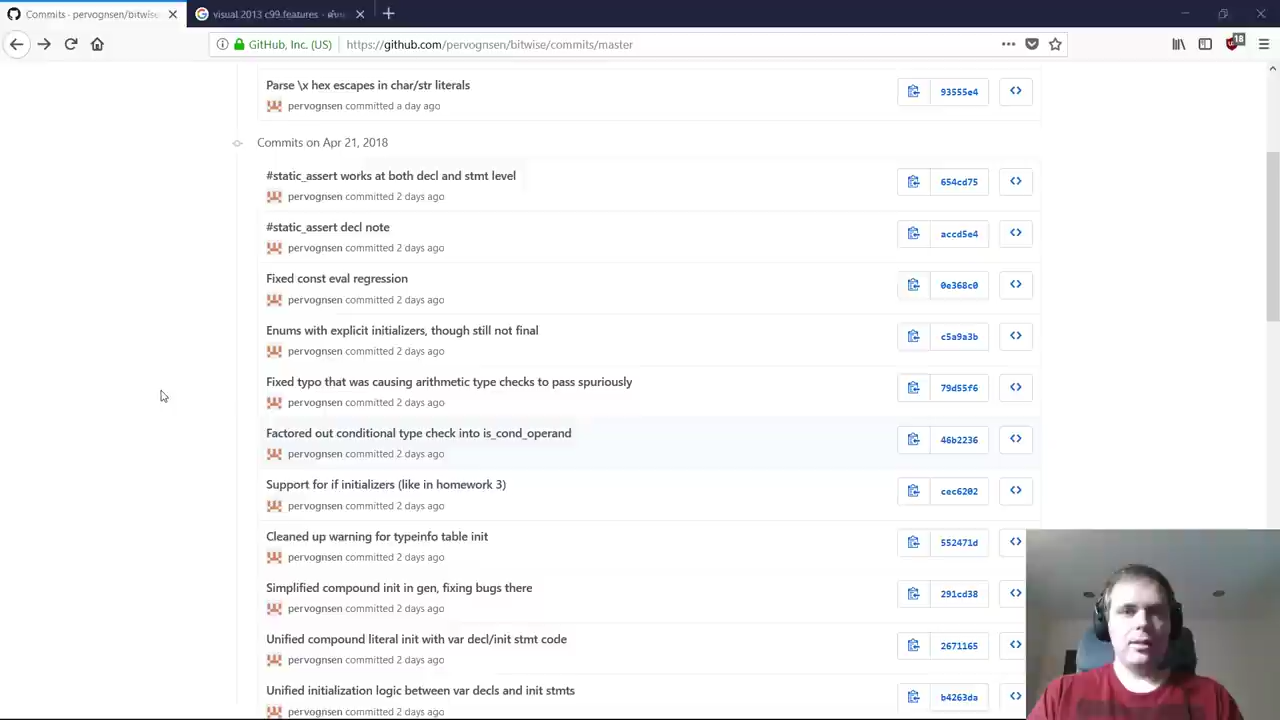 Commits · pervognsen/bitwise
visual 2013 c99 features
GitHub, Inc. (US)
https://github.com/pervognsen/bitwise/commits/master
18
Parse \x hex escapes in char/str literals
pervognsen committed a day ago
93555e4
Commits on Apr 21, 2018
#static_assert works at both decl and stmt level
pervognsen committed 2 days ago
654cd75
#static_assert decl note
pervognsen committed 2 days ago
accd5e4
Fixed const eval regression
pervognsen committed 2 days ago
0e368c0
Enums with explicit initializers, though still not final
pervognsen committed 2 days ago
c5a9a3b
Fixed typo that was causing arithmetic type checks to pass spuriously
pervognsen committed 2 days ago
79d55f6
Factored out conditional type check into is_cond_operand
pervognsen committed 2 days ago
46b2236
Support for if initializers (like in homework 3)
pervognsen committed 2 days ago
cec6202
Cleaned up warning for typeinfo table init
pervognsen committed 2 days ago
552471d
Simplified compound init in gen, fixing bugs there
pervognsen committed 2 days ago
291cd38
Unified compound literal init with var decl/init stmt code
pervognsen committed 2 days ago
2671165
Unified initialization logic between var decls and init stmts
pervognsen committed 2 days ago
b4263da